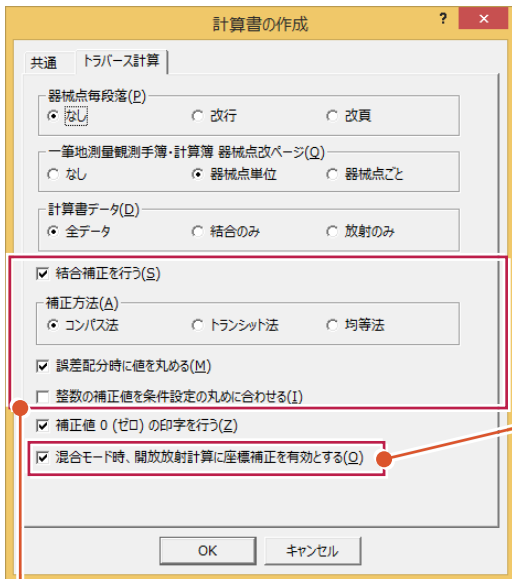 計算書の作成 ? ×
共通 トラバース計算
器械点毎段落(P)
なし 改行 改頁
一筆地測量観測手簿・計算簿 器械点改ページ(Q)
なし 器械点単位 器械点ごと
計算書データ(D)
全データ 結合のみ 放射のみ
結合補正を行う(S)
補正方法(A)
コンパス法 トランシット法 均等法
誤差配分時に値を丸める(M)
整数の補正値を条件設定の丸めに合わせる(I)
補正値 0 (ゼロ) の印字を行う(Z)
混合モード時、開放放射計算に座標補正を有効とする(O)
OK キャンセル